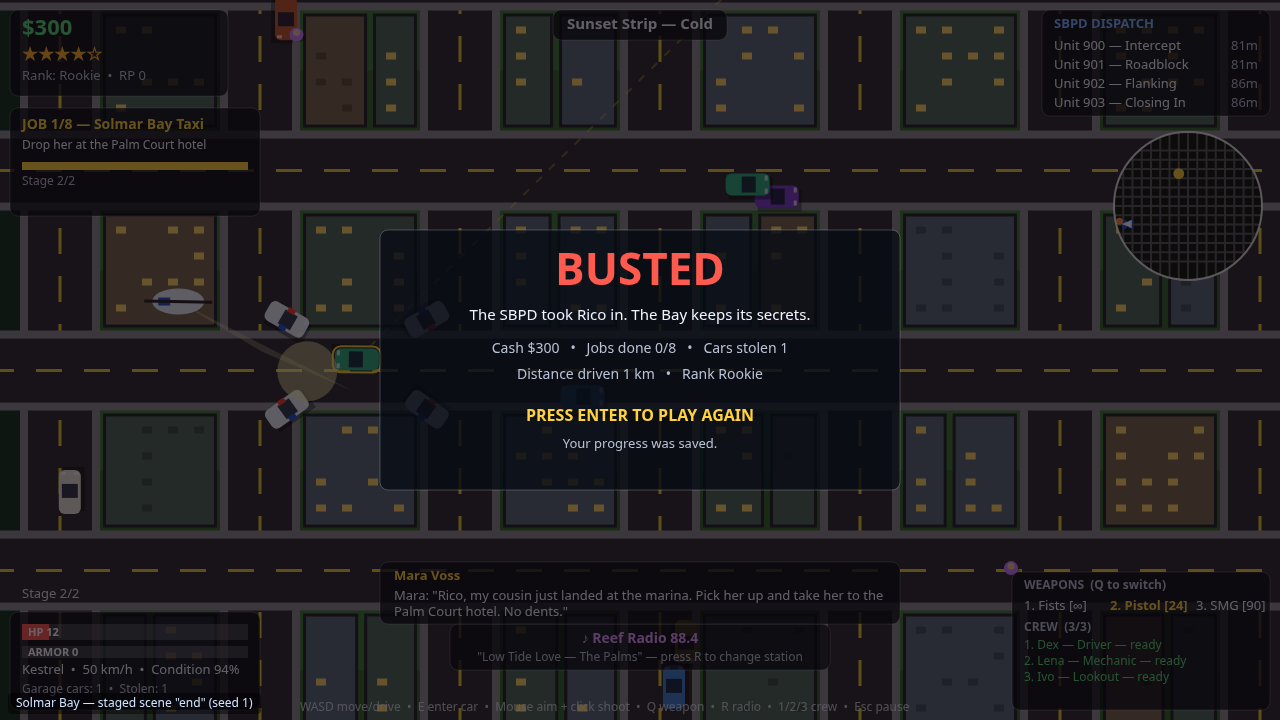 $300
★★★★☆
Rank: Rookie • RP 0
Sunset Strip — Cold
SBPD DISPATCH
Unit 900 — Intercept 81m
Unit 901 — Roadblock 81m
Unit 902 — Flanking 86m
Unit 903 — Closing In 86m
JOB 1/8 — Solmar Bay Taxi
Drop her at the Palm Court hotel
Stage 2/2
BUSTED
The SBPD took Rico in. The Bay keeps its secrets.
Cash $300 • Jobs done 0/8 • Cars stolen 1
Distance driven 1 km • Rank Rookie
PRESS ENTER TO PLAY AGAIN
Your progress was saved.
Mara Voss
Mara: "Rico, my cousin just landed at the marina. Pick her up and take her to the
Palm Court hotel. No dents."
♪ Reef Radio 88.4
"Low Tide Love — The Palms" — press R to change station
Stage 2/2
HP 12
ARMOR 0
Kestrel • 50 km/h • Condition 94%
Garage cars: 1 • Stolen: 1
Solmar Bay — staged scene "end" (seed 1)
WASD move/drive • E enter car • Mouse aim + click shoot • Q weapon • R radio • 1/2/3 crew • Esc pause
WEAPONS (Q to switch)
1. Fists [∞] 2. Pistol [24] 3. SMG [90]
CREW (3/3)
1. Dex — Driver — ready
2. Lena — Mechanic — ready
3. Ivo — Lookout — ready